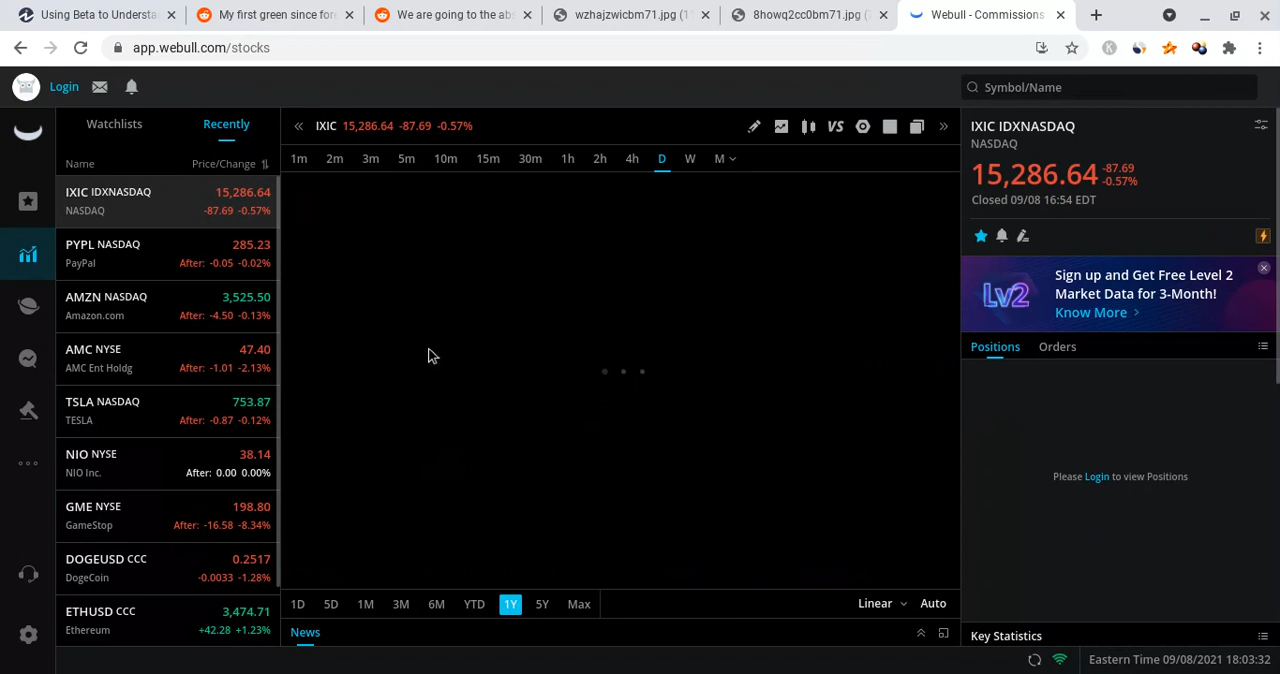 Using Beta to Understa
My first green since fore
We are going to the abs
wzhajzwicbm71.jpg (1
8howq2cc0bm71.jpg (
Webull - Commissions
app.webull.com/stocks
K
Login
Symbol/Name
Watchlists
Recently
Name
Price/Change
IXIC IDXNASDAQ
15,286.64
NASDAQ
-87.69 -0.57%
PYPL NASDAQ
285.23
PayPal
After: -0.05 -0.02%
AMZN NASDAQ
3,525.50
Amazon.com
After: -4.50 -0.13%
AMC NYSE
47.40
AMC Ent Holdg
After: -1.01 -2.13%
TSLA NASDAQ
753.87
TESLA
After: -0.87 -0.12%
NIO NYSE
38.14
NIO Inc.
After: 0.00 0.00%
GME NYSE
198.80
GameStop
After: -16.58 -8.34%
DOGEUSD CCC
0.2517
DogeCoin
-0.0033 -1.28%
ETHUSD CCC
3,474.71
Ethereum
+42.28 +1.23%
IXIC 15,286.64 -87.69 -0.57%
VS
1m 2m 3m 5m 10m 15m 30m 1h 2h 4h D W M
1D 5D 1M 3M 6M YTD 1Y 5Y Max
Linear Auto
News
IXIC IDXNASDAQ
NASDAQ
15,286.64
-87.69
-0.57%
Closed 09/08 16:54 EDT
Lv2
Sign up and Get Free Level 2
Market Data for 3-Month!
Know More >
Positions Orders
Please Login to view Positions
Key Statistics
Eastern Time 09/08/2021 18:03:32